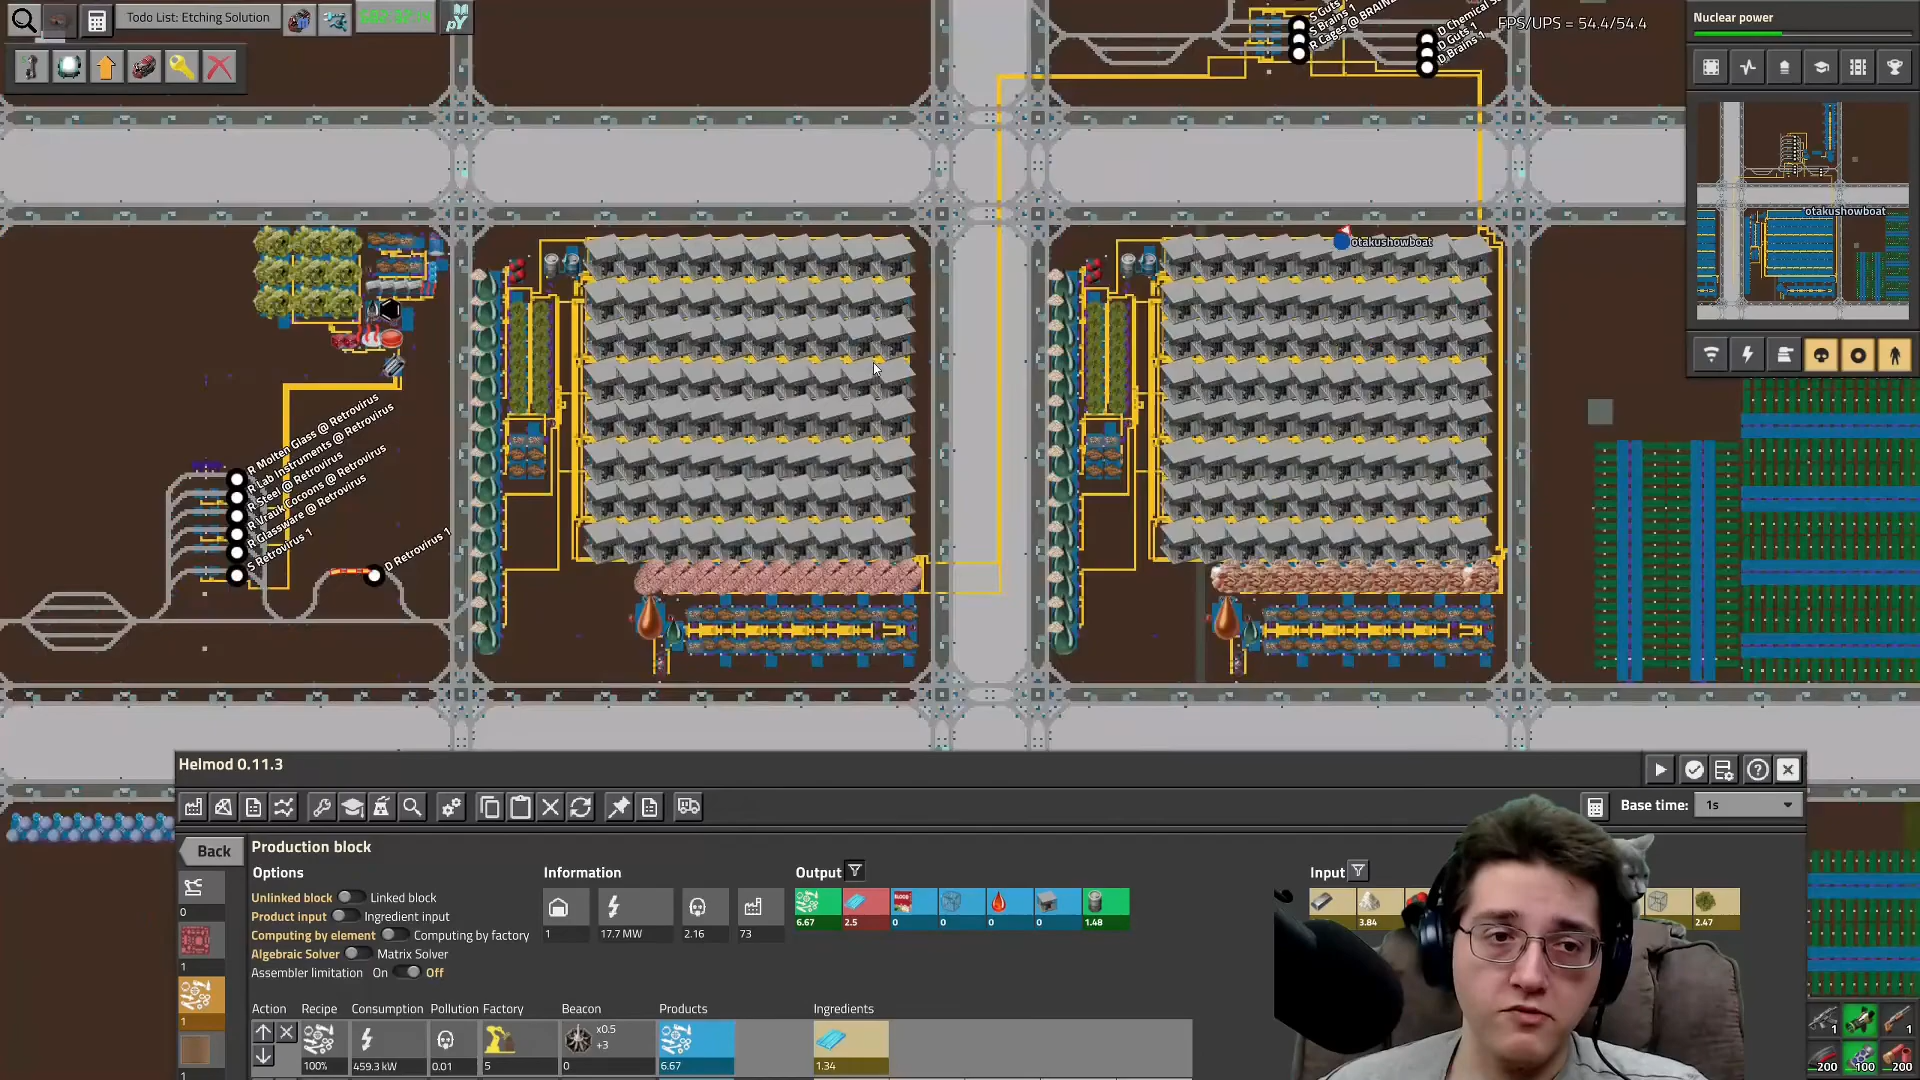 Todo List: Etching Solution
pY
S Guts 1
S Brains 1
R Cages @ BRAINZ
D Guts 1
D Brains 1
FPS/UPS = 54.4/54.4
Nuclear power
otakushowboat
otakushowboat
R Molten Glass @ Retrovirus
R Lab Instruments @ Retrovirus
R Steel @ Retrovirus
R Vrauk Cocoons @ Retrovirus
R Glassware @ Retrovirus
S Retrovirus 1
D Retrovirus 1
Helmod 0.11.3
Base time: 1s
Back
Production block
Options
Information
Output
Input
Unlinked block Linked block
Product input Ingredient input
Computing by element Computing by factory
Algebraic Solver Matrix Solver
Assembler limitation On Off
1 17.7 MW 2.16 73
6.67 2.5 0 0 0 0 1.48
3.84 2.47
0
1
1
1
Action Recipe Consumption Pollution Factory Beacon Products Ingredients
x0.5
+3
100% 459.3 kW 0.01 5 0 6.67 1.34
1 1
200 100 200